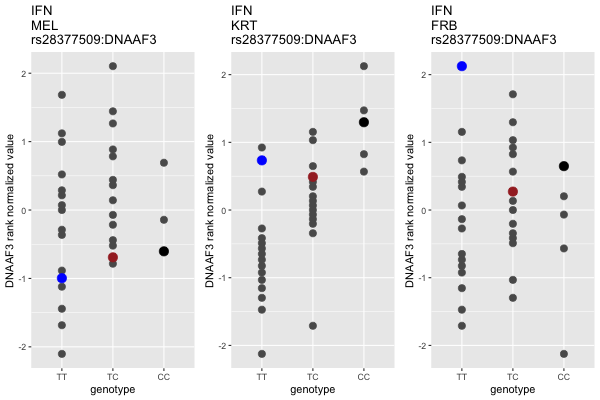 IFN
MEL
rs28377509:DNAAF3
DNAAF3 rank normalized value
2
1
0
-1
-2
TT
TC
CC
genotype
IFN
KRT
rs28377509:DNAAF3
DNAAF3 rank normalized value
2
1
0
-1
-2
TT
TC
CC
genotype
IFN
FRB
rs28377509:DNAAF3
DNAAF3 rank normalized value
2
1
0
-1
-2
TT
TC
CC
genotype